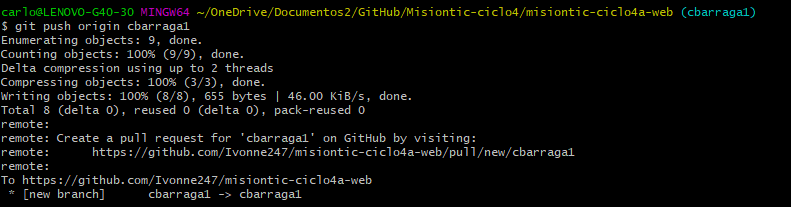 carlo@LENOVO-G40-30 MINGW64 ~/OneDrive/Documentos2/GitHub/Misiontic-ciclo4/misiontic-ciclo4a-web (cbarraga1)
$ git push origin cbarraga1
Enumerating objects: 9, done.
Counting objects: 100% (9/9), done.
Delta compression using up to 2 threads
Compressing objects: 100% (3/3), done.
Writing objects: 100% (8/8), 655 bytes | 46.00 KiB/s, done.
Total 8 (delta 0), reused 0 (delta 0), pack-reused 0
remote:
remote: Create a pull request for 'cbarraga1' on GitHub by visiting:
remote:      https://github.com/Ivonne247/misiontic-ciclo4a-web/pull/new/cbarraga1
remote:
To https://github.com/Ivonne247/misiontic-ciclo4a-web
 * [new branch]      cbarraga1 -> cbarraga1